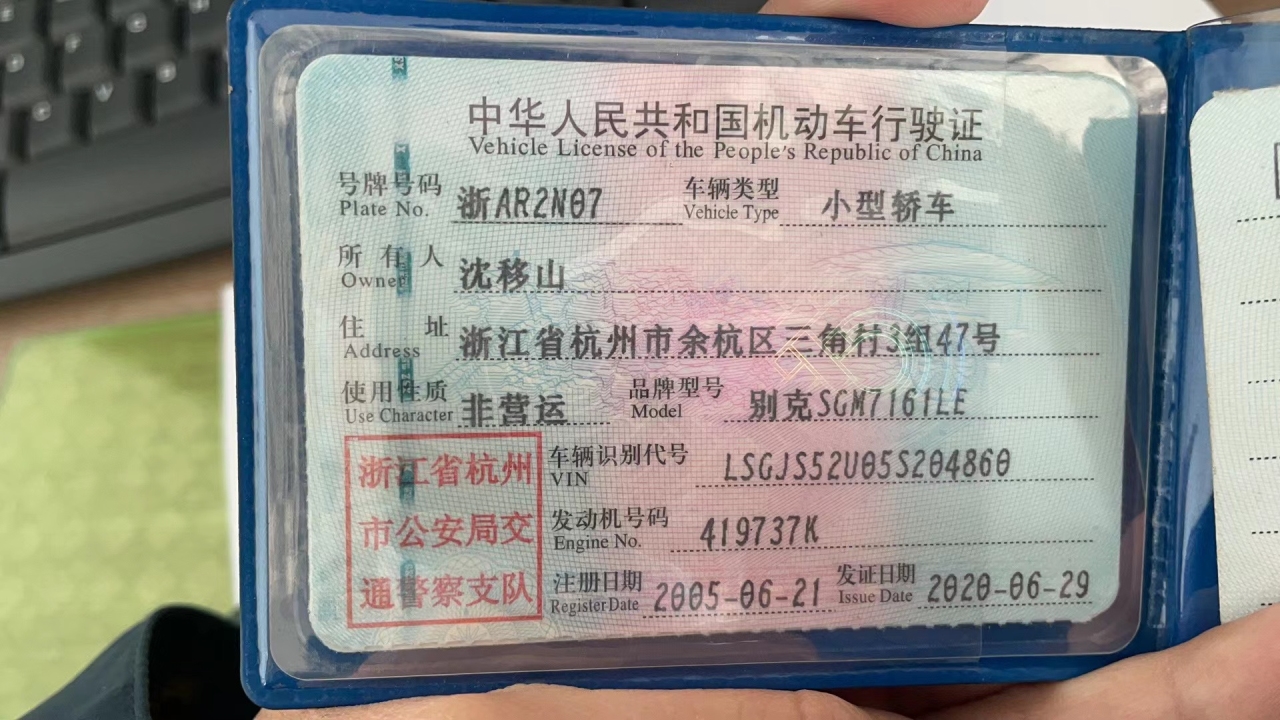 中华人民共和国机动车行驶证
Vehicle License of the People's Republic of China
号牌号码 浙AR2N07 车辆类型 小型轿车
Plate No. Vehicle Type
所有人 沈移山
Owner
住址 浙江省杭州市余杭区三角村3组47号
Address
使用性质 非营运 品牌型号 别克SGM7161LE
Use Character Model
浙江省杭州
市公安局交
通警察支队
车辆识别代号 LSGJS52U05S204860
VIN
发动机号码 419737K
Engine No.
注册日期 2005-06-21 发证日期 2020-06-29
Register Date Issue Date